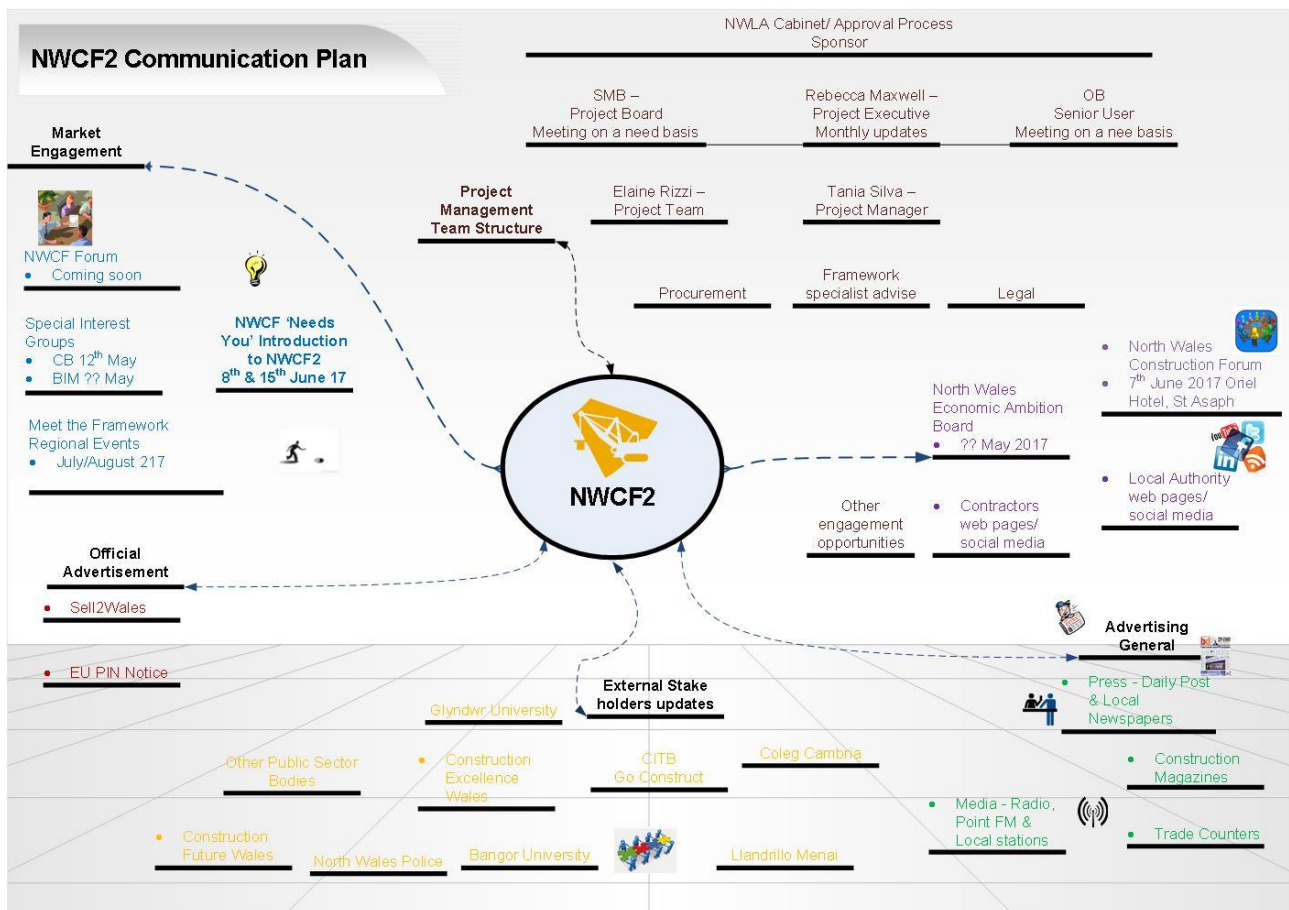 NWCF2 Communication Plan
NWLA Cabinet/ Approval Process
Sponsor
SMB –
Project Board
Meeting on a need basis
Rebecca Maxwell –
Project Executive
Monthly updates
OB
Senior User
Meeting on a nee basis
Market
Engagement
Project
Management
Team Structure
Elaine Rizzi –
Project Team
Tania Silva –
Project Manager
Procurement
Framework
specialist advise
Legal
NWCF Forum
• Coming soon
Special Interest
Groups
• CB 12th May
• BIM ?? May
NWCF ‘Needs
You’ Introduction
to NWCF2
8th & 15th June 17
Meet the Framework
Regional Events
• July/August 217
NWCF2
North Wales
Economic Ambition
Board
• ?? May 2017
• North Wales
Construction Forum
• 7th June 2017 Oriel
Hotel, St Asaph
You Tube
in
• Local Authority
web pages/
social media
Other
engagement
opportunities
• Contractors
web pages/
social media
Official
Advertisement
• Sell2Wales
• EU PIN Notice
External Stake
holders updates
Glyndwr University
Other Public Sector
Bodies
• Construction
Excellence
Wales
CITB
Go Construct
Coleg Cambria
• Construction
Future Wales
North Wales Police
Bangor University
Llandrillo Menai
Advertising
General
bd
• Press - Daily Post
& Local
Newspapers
• Construction
Magazines
• Media - Radio,
Point FM &
Local stations
• Trade Counters